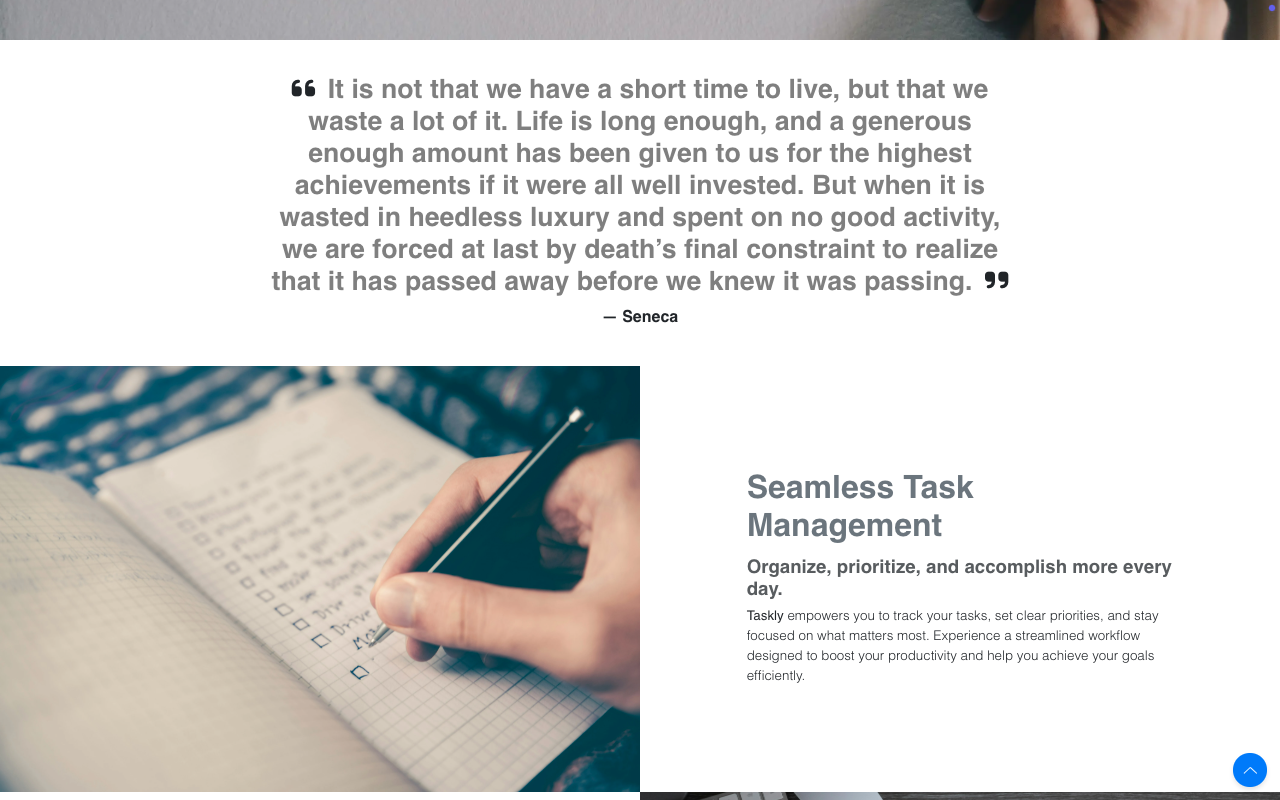 ❝ It is not that we have a short time to live, but that we
waste a lot of it. Life is long enough, and a generous
enough amount has been given to us for the highest
achievements if it were all well invested. But when it is
wasted in heedless luxury and spent on no good activity,
we are forced at last by death’s final constraint to realize
that it has passed away before we knew it was passing. ❞
— Seneca
Seamless Task
Management
Organize, prioritize, and accomplish more every
day.
Taskly empowers you to track your tasks, set clear priorities, and stay
focused on what matters most. Experience a streamlined workflow
designed to boost your productivity and help you achieve your goals
efficiently.